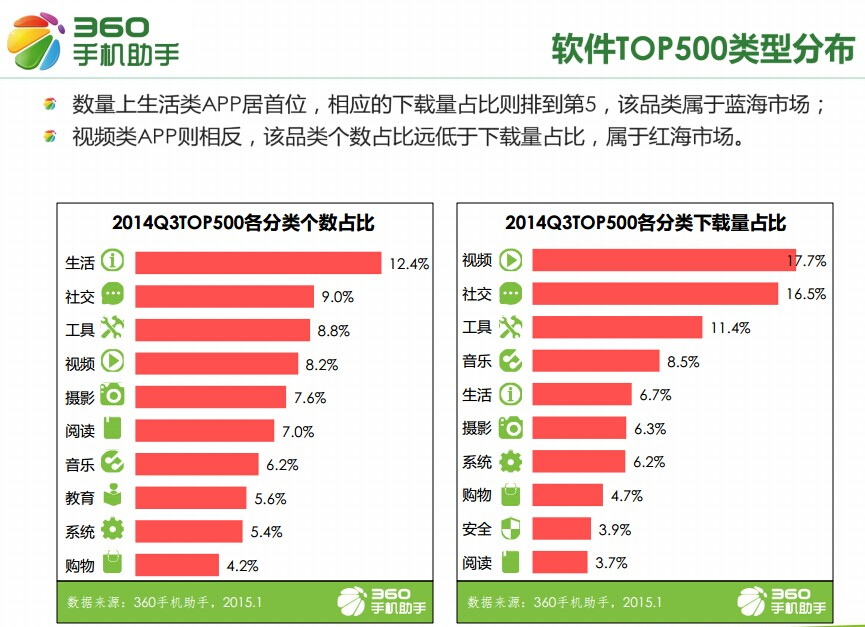 360
手机助手
软件TOP500类型分布
数量上生活类APP居首位，相应的下载量占比则排到第5，该品类属于蓝海市场；
视频类APP则相反，该品类个数占比远低于下载量占比，属于红海市场。
2014Q3TOP500各分类个数占比
生活 12.4%
社交 9.0%
工具 8.8%
视频 8.2%
摄影 7.6%
阅读 7.0%
音乐 6.2%
教育 5.6%
系统 5.4%
购物 4.2%
数据来源：360手机助手，2015.1
360
手机助手
2014Q3TOP500各分类下载量占比
视频 17.7%
社交 16.5%
工具 11.4%
音乐 8.5%
生活 6.7%
摄影 6.3%
系统 6.2%
购物 4.7%
安全 3.9%
阅读 3.7%
数据来源：360手机助手，2015.1
360
手机助手